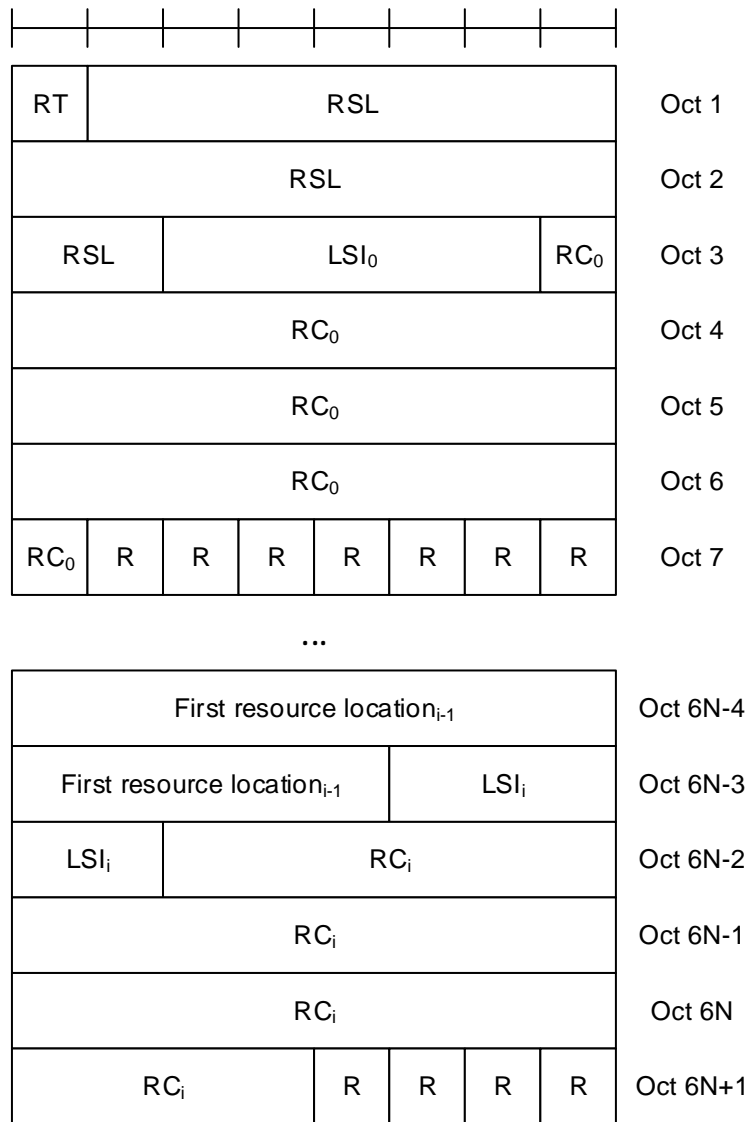 RT RSL Oct 1
RSL Oct 2
RSL LSI₀ RC₀ Oct 3
RC₀ Oct 4
RC₀ Oct 5
RC₀ Oct 6
RC₀ R R R R R R R Oct 7
...
First resource locationᵢ₋₁ Oct 6N-4
First resource locationᵢ₋₁ LSIᵢ Oct 6N-3
LSIᵢ RCᵢ Oct 6N-2
RCᵢ Oct 6N-1
RCᵢ Oct 6N
RCᵢ R R R R Oct 6N+1